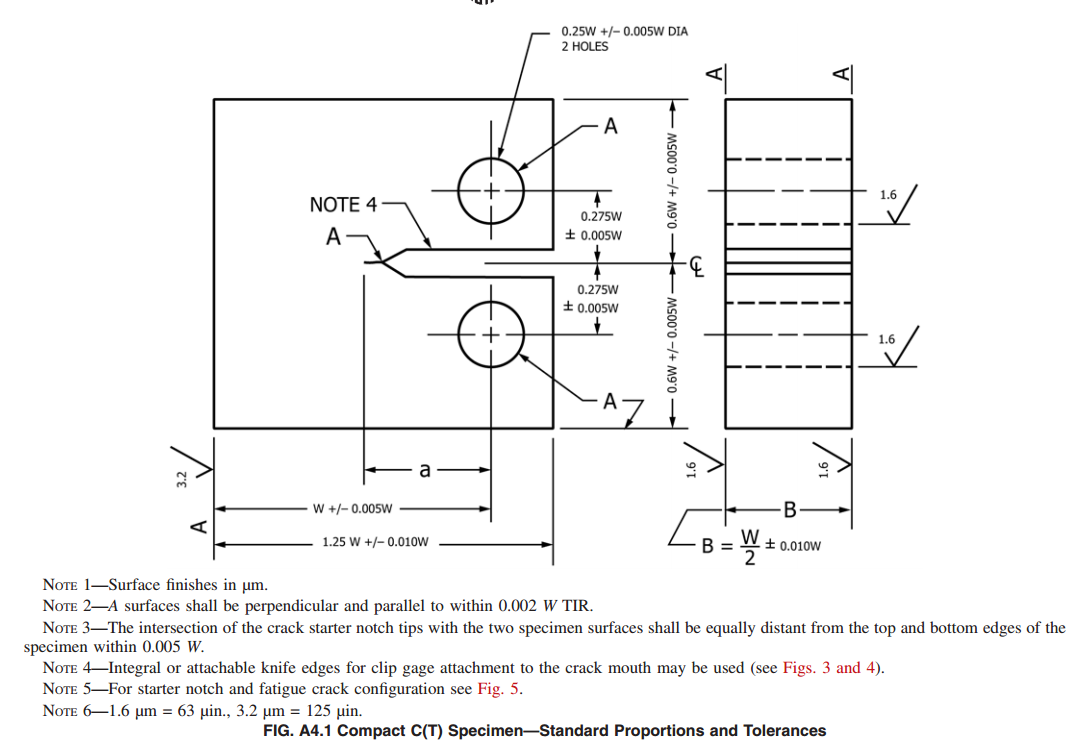 0.25W +/- 0.005W DIA
2 HOLES
A
A
A
NOTE 4
A
0.275W
± 0.005W
0.6W +/- 0.005W
1.6
℄
0.275W
± 0.005W
0.6W +/- 0.005W
1.6
A
3.2
a
1.6
1.6
W +/- 0.005W
A
B
1.25 W +/- 0.010W
B = W/2 ± 0.010W
NOTE 1—Surface finishes in µm.
NOTE 2—A surfaces shall be perpendicular and parallel to within 0.002 W TIR.
NOTE 3—The intersection of the crack starter notch tips with the two specimen surfaces shall be equally distant from the top and bottom edges of the
specimen within 0.005 W.
NOTE 4—Integral or attachable knife edges for clip gage attachment to the crack mouth may be used (see Figs. 3 and 4).
NOTE 5—For starter notch and fatigue crack configuration see Fig. 5.
NOTE 6—1.6 µm = 63 µin., 3.2 µm = 125 µin.
FIG. A4.1 Compact C(T) Specimen—Standard Proportions and Tolerances